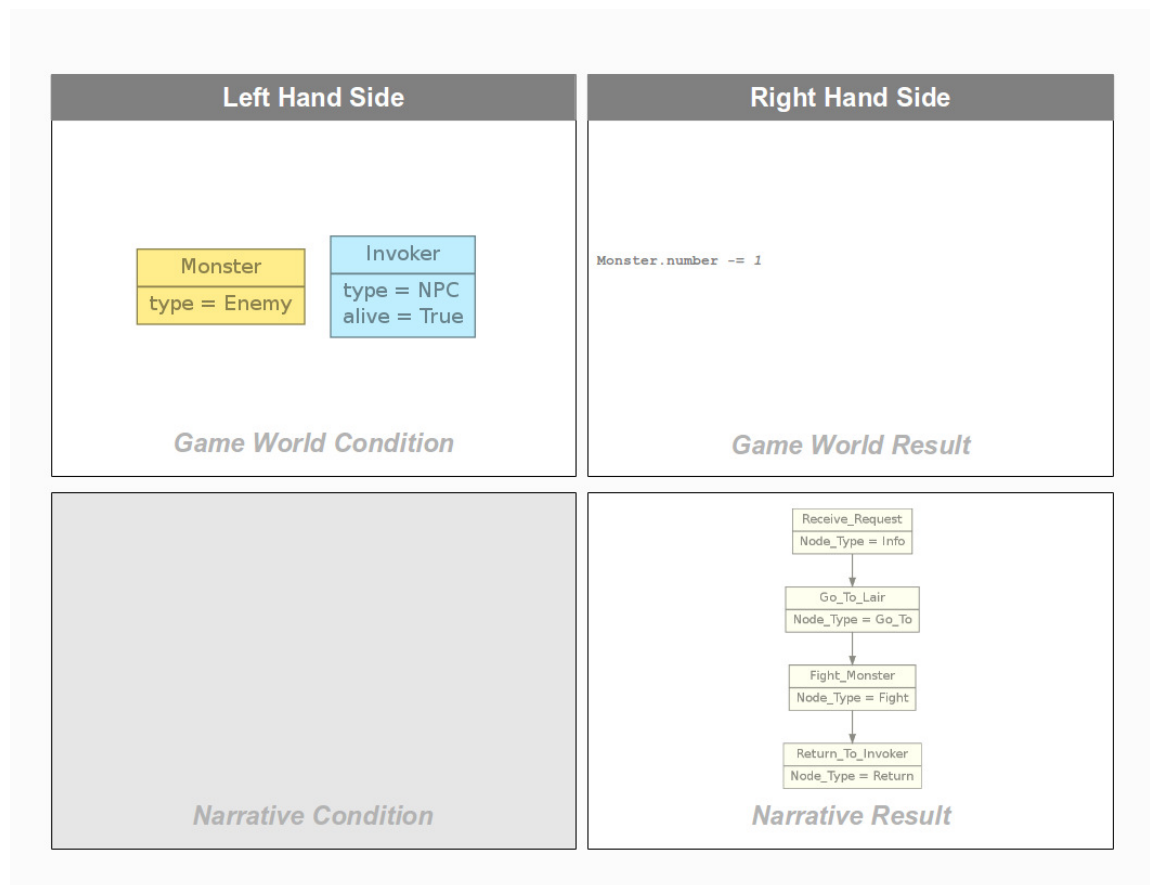 Left Hand Side
Right Hand Side
Monster
type = Enemy
Invoker
type = NPC
alive = True
Game World Condition
Monster.number -= 1
Game World Result
Narrative Condition
Receive_Request
Node_Type = Info
Go_To_Lair
Node_Type = Go_To
Fight_Monster
Node_Type = Fight
Return_To_Invoker
Node_Type = Return
Narrative Result